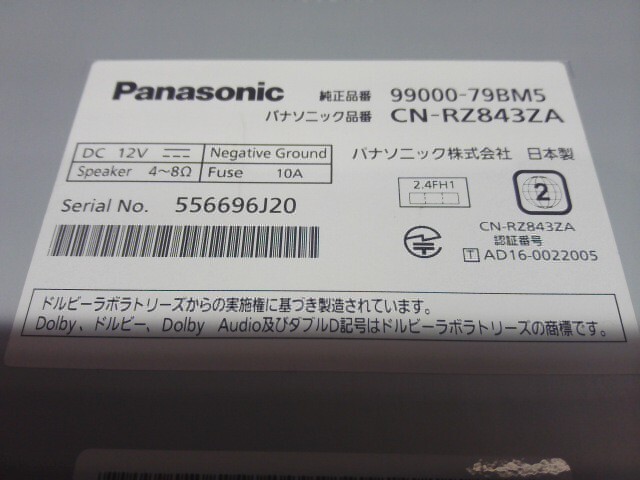 Panasonic 純正品番 99000-79BM5
パナソニック品番 CN-RZ843ZA
DC 12V Negative Ground
Speaker 4~8Ω Fuse 10A
パナソニック株式会社 日本製
2.4FH1
2
Serial No. 556696J20
CN-RZ843ZA
認証番号
T AD16-0022005
ドルビーラボラトリーズからの実施権に基づき製造されています。
Dolby、ドルビー、Dolby Audio及びダブルD記号はドルビーラボラトリーズの商標です。